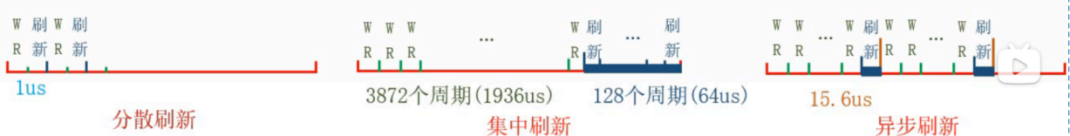 W 刷 W 刷
R 新 R 新
1us
分散刷新
W W W ... W 刷 ... 刷
R R R R 新 新
3872个周期(1936us) 128个周期(64us)
集中刷新
W W ... W 刷 W W ... W 刷
R R R 新 R R R 新
15.6us
异步刷新